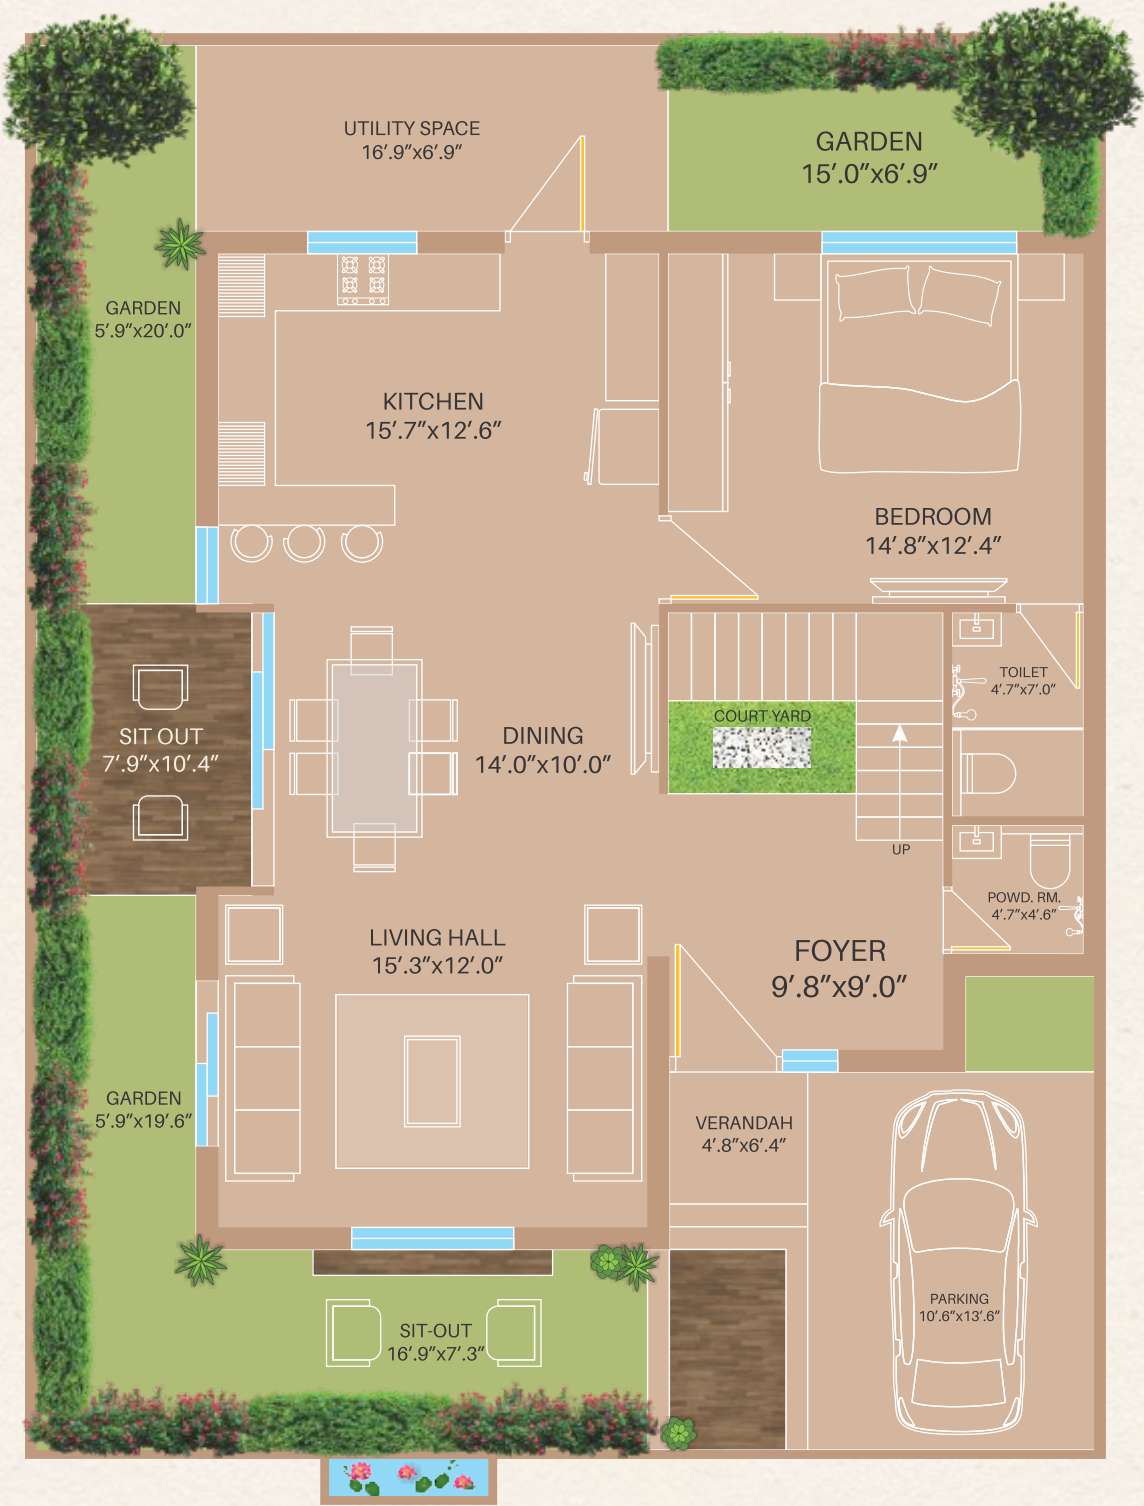 UTILITY SPACE
16’.9”x6’.9”
GARDEN
15’.0”x6’.9”
GARDEN
5’.9”x20’.0”
KITCHEN
15’.7”x12’.6”
BEDROOM
14’.8”x12’.4”
TOILET
4’.7”x7’.0”
COURT YARD
SIT OUT
7’.9”x10’.4”
DINING
14’.0”x10’.0”
UP
POWD. RM.
4’.7”x4’.6”
LIVING HALL
15’.3”x12’.0”
FOYER
9’.8”x9’.0”
GARDEN
5’.9”x19’.6”
VERANDAH
4’.8”x6’.4”
PARKING
10’.6”x13’.6”
SIT-OUT
16’.9”x7’.3”